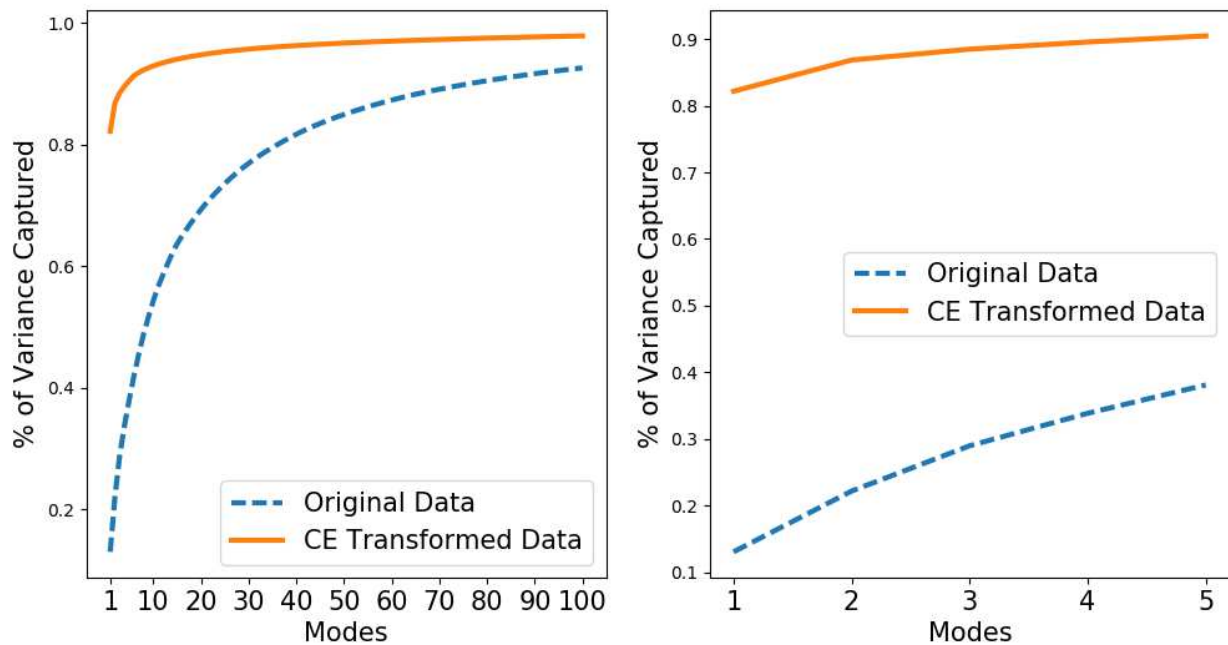 % of Variance Captured
1.0
0.8
0.6
0.4
0.2
Original Data
CE Transformed Data
1 10 20 30 40 50 60 70 80 90 100
Modes
% of Variance Captured
0.9
0.8
0.7
0.6
0.5
0.4
0.3
0.2
0.1
Original Data
CE Transformed Data
1 2 3 4 5
Modes